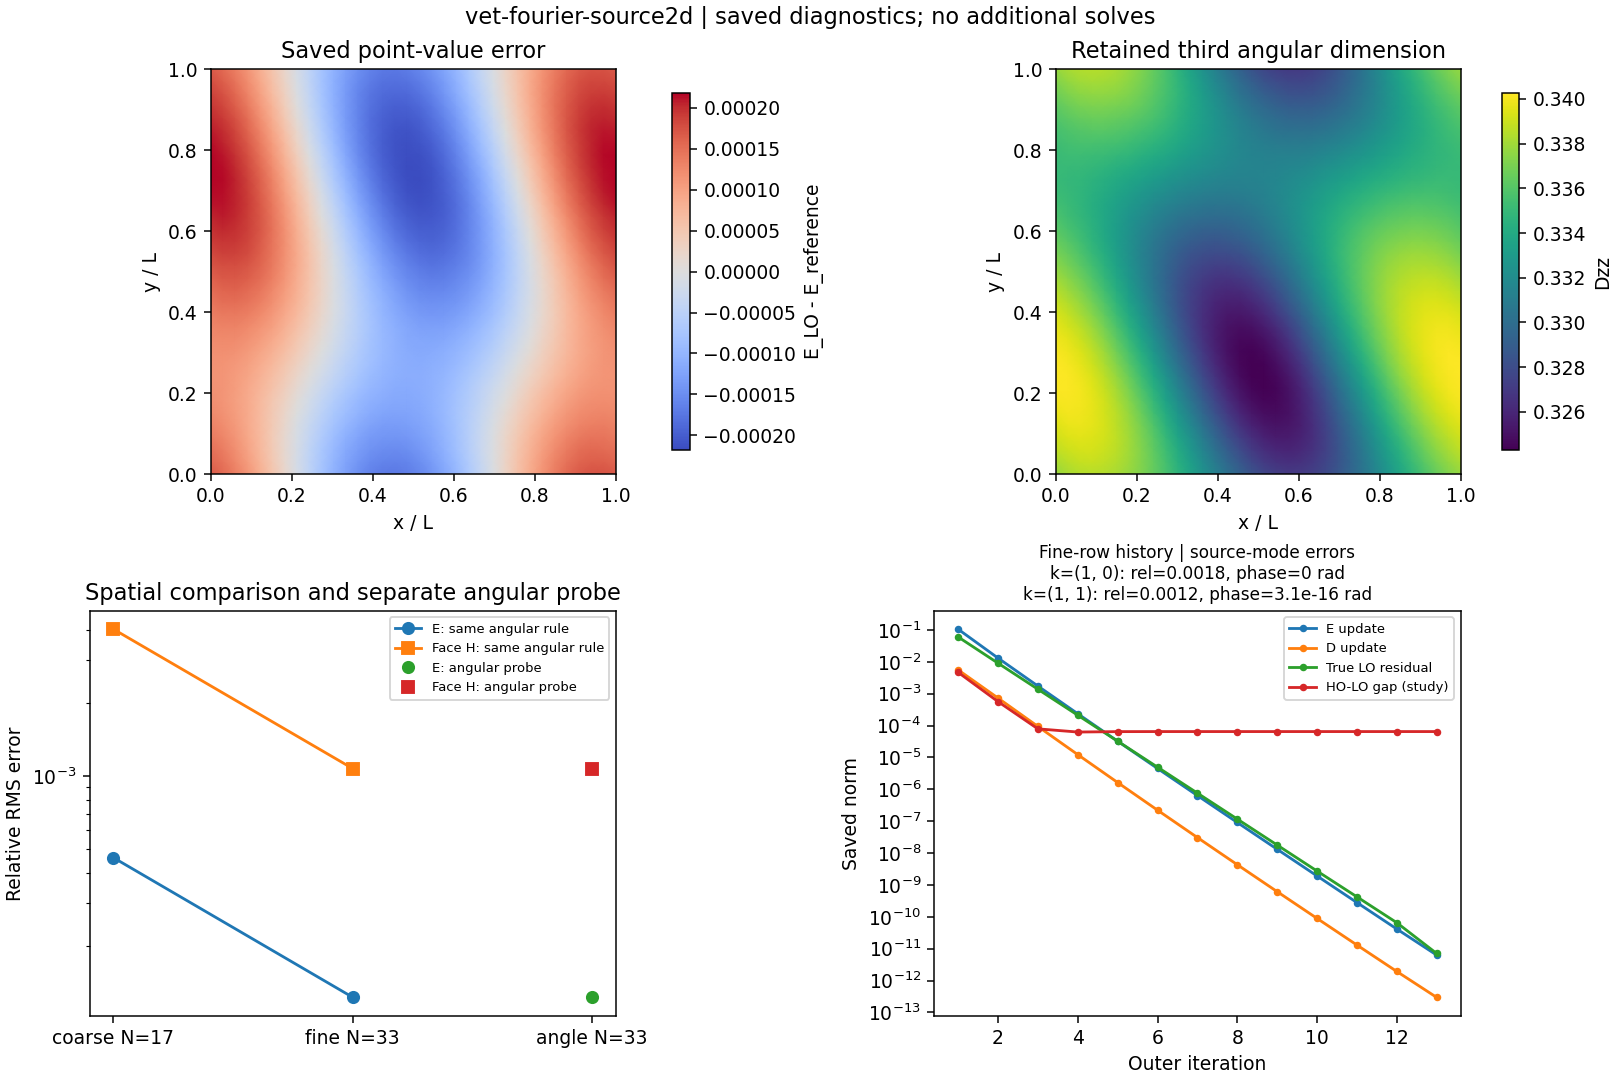 vet-fourier-source2d | saved diagnostics; no additional solves
Saved point-value error
1.0
0.8
0.6
0.4
0.2
0.0
y / L
0.0 0.2 0.4 0.6 0.8 1.0
x / L
0.00020
0.00015
0.00010
0.00005
0.00000
−0.00005
−0.00010
−0.00015
−0.00020
E_LO - E_reference
Retained third angular dimension
1.0
0.8
0.6
0.4
0.2
0.0
y / L
0.0 0.2 0.4 0.6 0.8 1.0
x / L
0.340
0.338
0.336
0.334
0.332
0.330
0.328
0.326
Dzz
Spatial comparison and separate angular probe
E: same angular rule
Face H: same angular rule
E: angular probe
Face H: angular probe
10⁻³
Relative RMS error
coarse N=17 fine N=33 angle N=33
Fine-row history | source-mode errors
k=(1, 0): rel=0.0018, phase=0 rad
k=(1, 1): rel=0.0012, phase=3.1e-16 rad
E update
D update
True LO residual
HO-LO gap (study)
10⁻¹
10⁻²
10⁻³
10⁻⁴
10⁻⁵
10⁻⁶
10⁻⁷
10⁻⁸
10⁻⁹
10⁻¹⁰
10⁻¹¹
10⁻¹²
10⁻¹³
Saved norm
2 4 6 8 10 12
Outer iteration